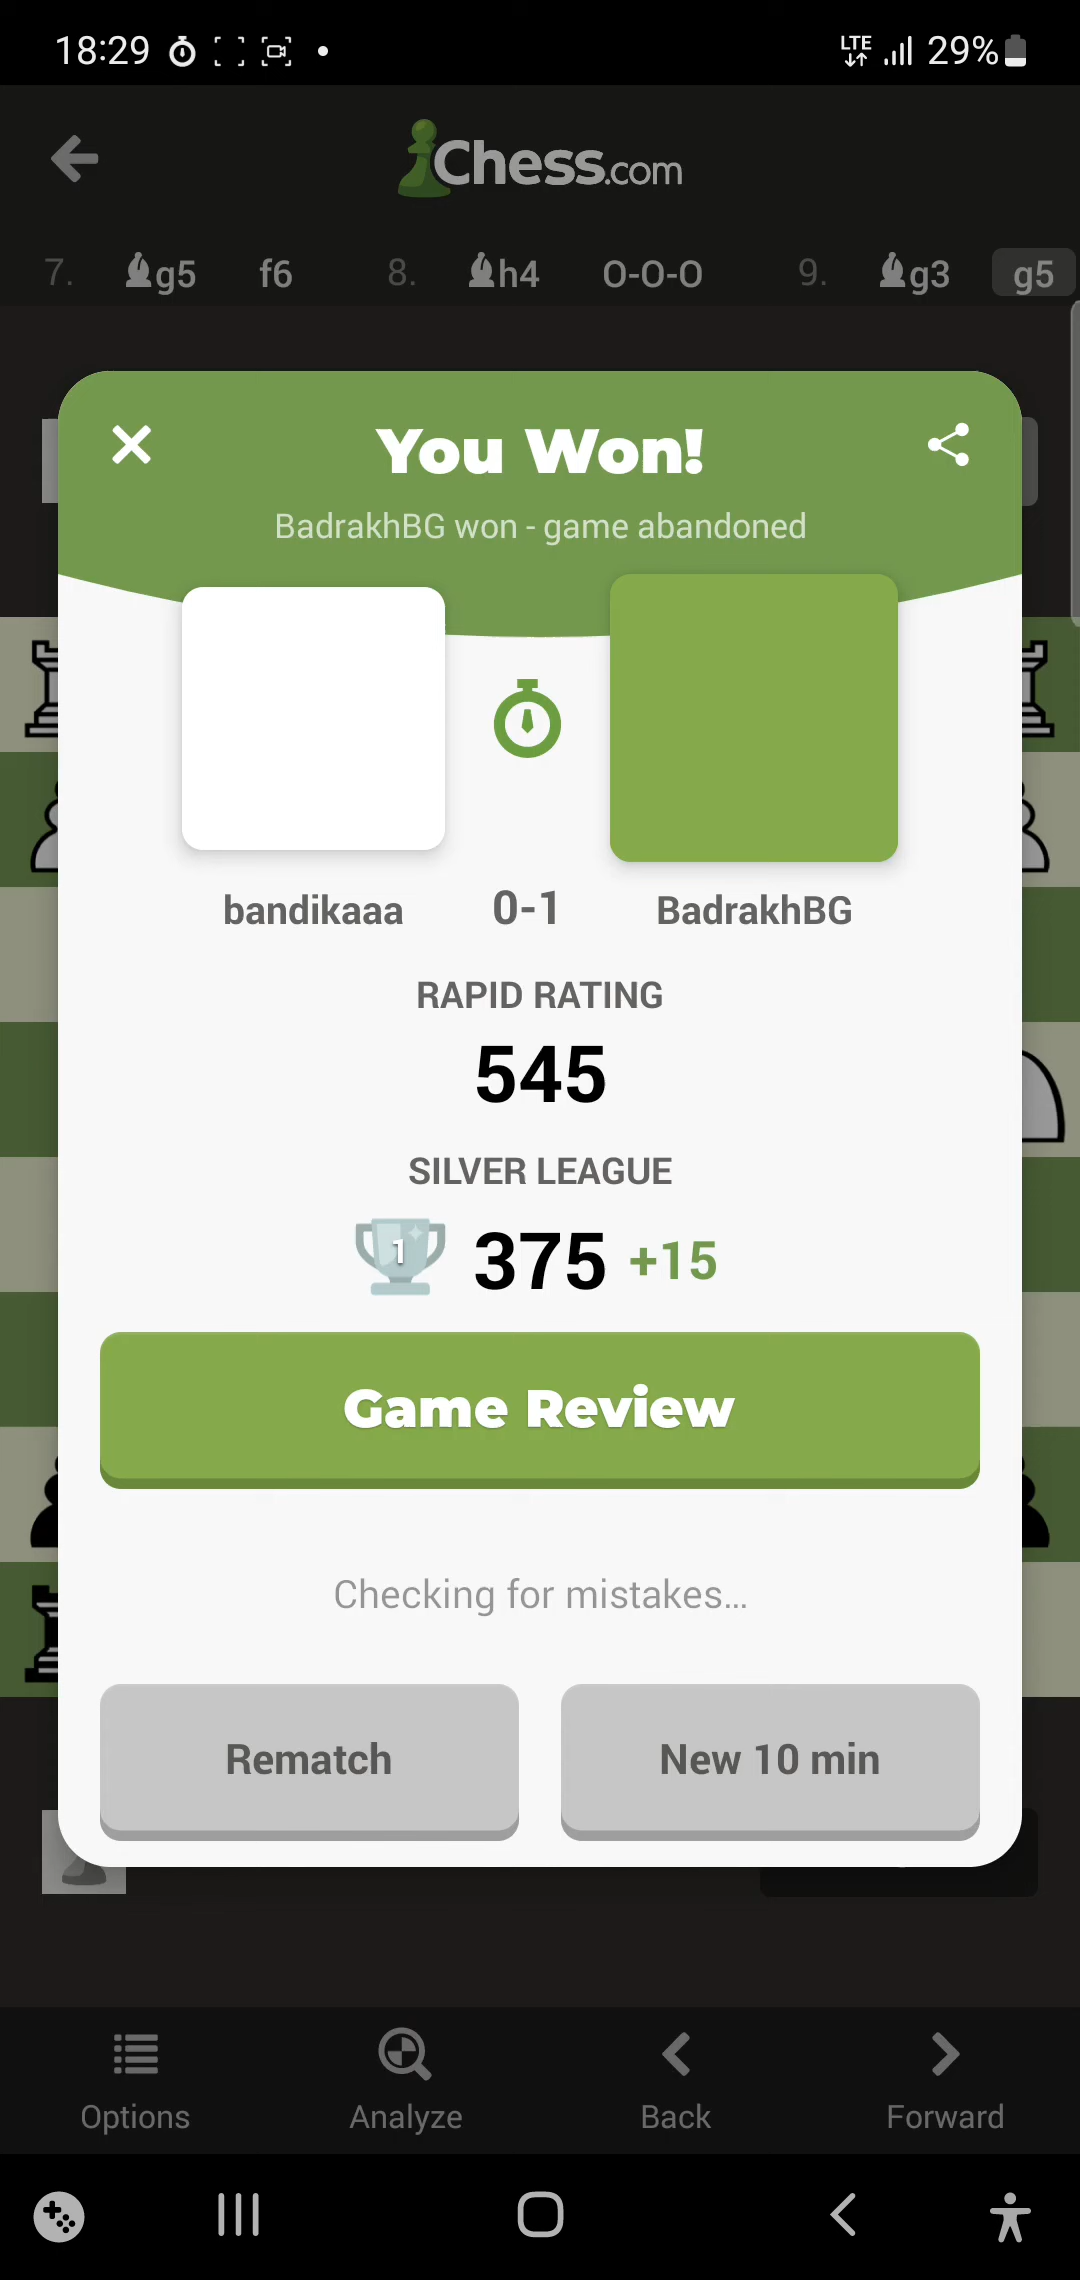 18:29 LTE 29%
Chess.com
7. g5 f6 8. h4 O-O-O 9. g3 g5
You Won!
BadrakhBG won - game abandoned
bandikaaa 0-1 BadrakhBG
RAPID RATING
545
SILVER LEAGUE
1 375 +15
Game Review
Checking for mistakes...
Rematch New 10 min
Options Analyze Back Forward